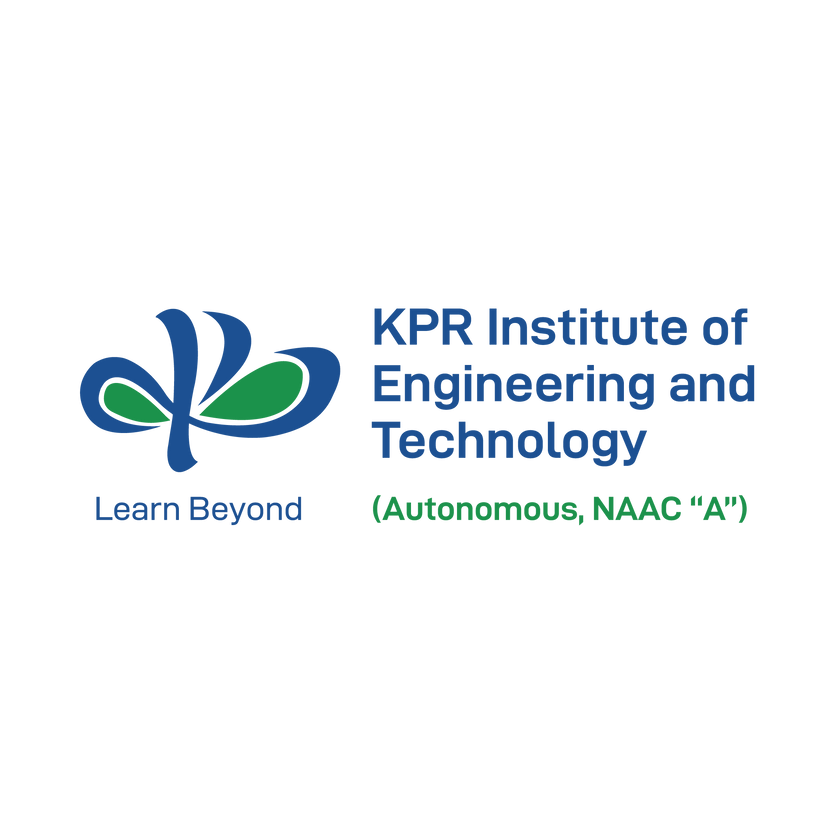 KPR Institute of
Engineering and
Technology
Learn Beyond
(Autonomous, NAAC “A”)